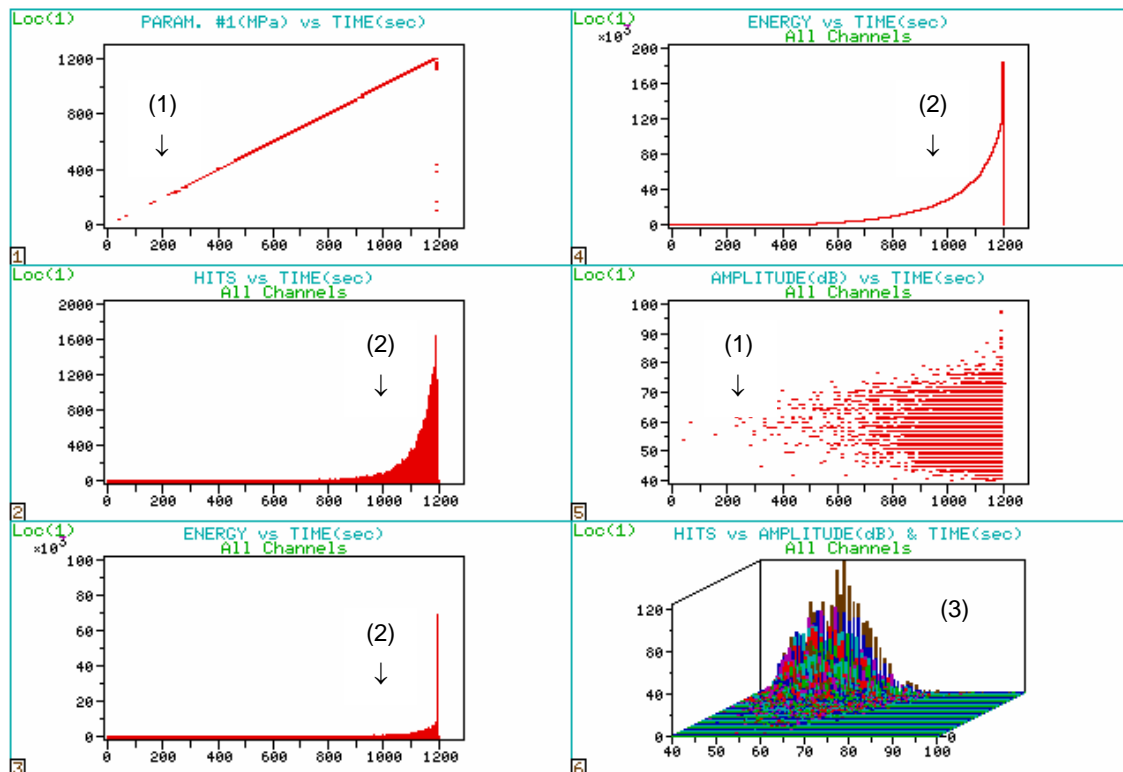 Loc(1)
PARAM. #1(MPa) vs TIME(sec)
1200
800
400
0
(1)
↓
0 200 400 600 800 1000 1200
1
Loc(1)
ENERGY vs TIME(sec)
All Channels
×10³
200
160
120
80
40
0
(2)
↓
0 200 400 600 800 1000 1200
4
Loc(1)
HITS vs TIME(sec)
All Channels
2000
1600
1200
800
400
0
(2)
↓
0 200 400 600 800 1000 1200
2
Loc(1)
AMPLITUDE(dB) vs TIME(sec)
All Channels
100
90
80
70
60
50
40
(1)
↓
0 200 400 600 800 1000 1200
5
Loc(1)
ENERGY vs TIME(sec)
All Channels
×10³
100
80
60
40
20
0
(2)
↓
0 200 400 600 800 1000 1200
3
Loc(1)
HITS vs AMPLITUDE(dB) & TIME(sec)
All Channels
120
80
40
0
(3)
40 50 60 70 80 90 100
0
6